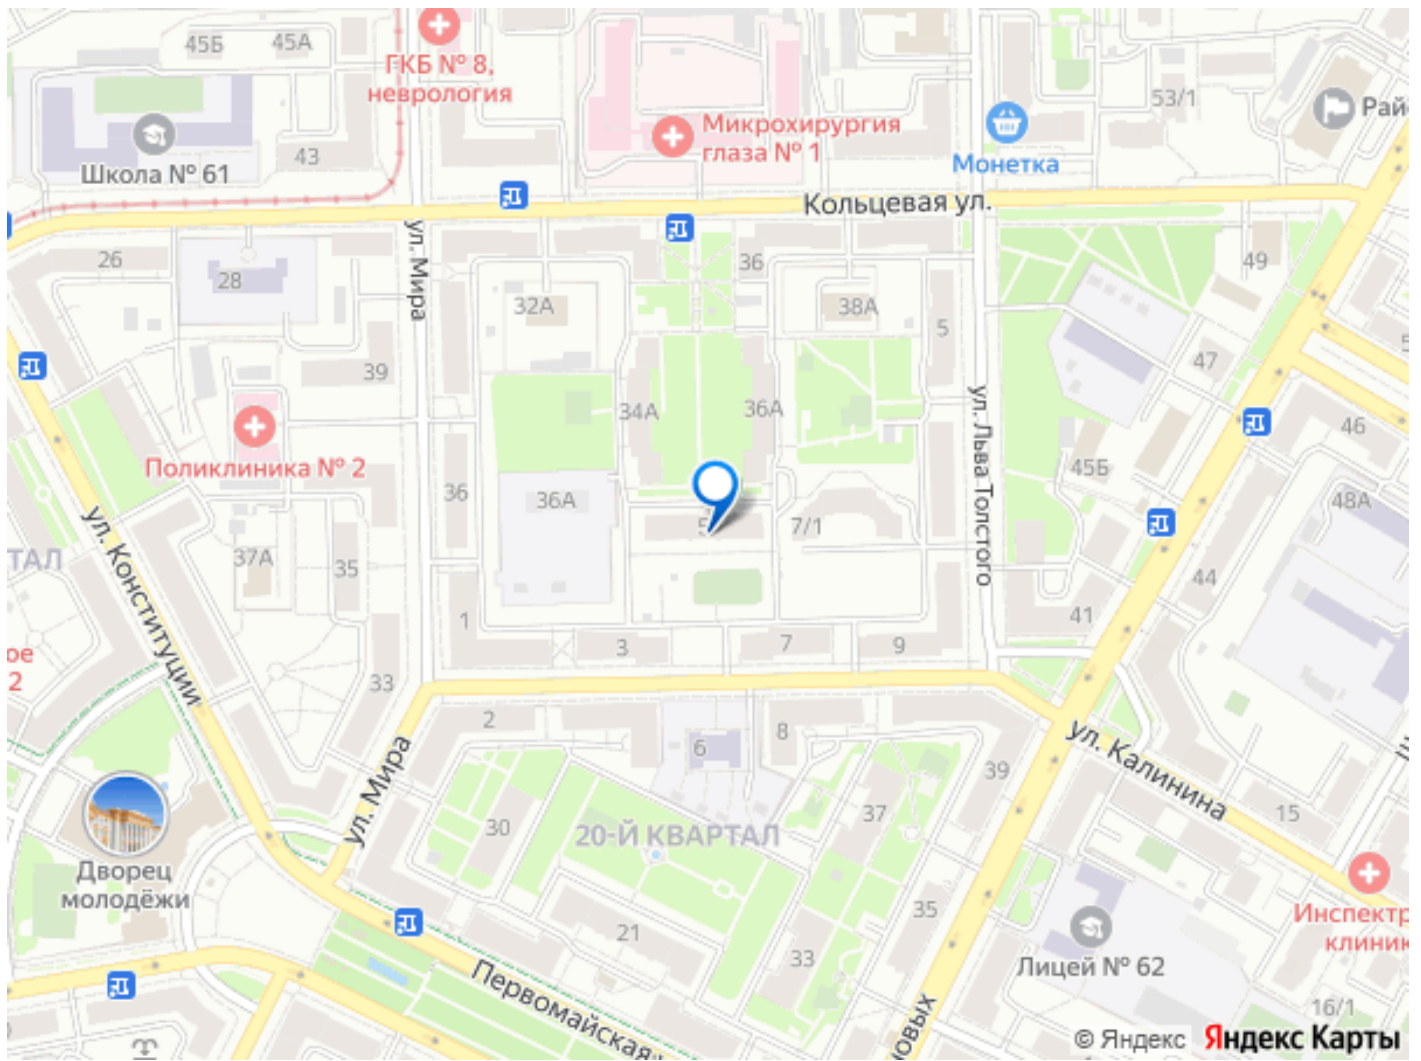 45Б
45А
ГКБ № 8,
неврология
53/1
Школа № 61
43
Микрохирургия
глаза № 1
Монетка
Кольцевая ул.
ул. Мира
26
28
32А
36
38А
49
5
39
47
34А
36А
46
Поликлиника № 2
36
36А
45Б
48А
ул. Льва Толстого
7/1
ул. Конституции
ТАЛ
37А
35
44
1
3
7
9
41
33
2
6
8
ул. Калинина
ул. Мира
39
30
20-Й КВАРТАЛ
37
15
Дворец
молодёжи
21
35
33
Лицей № 62
Первомайская
16/1
© Яндекс Яндекс Карты